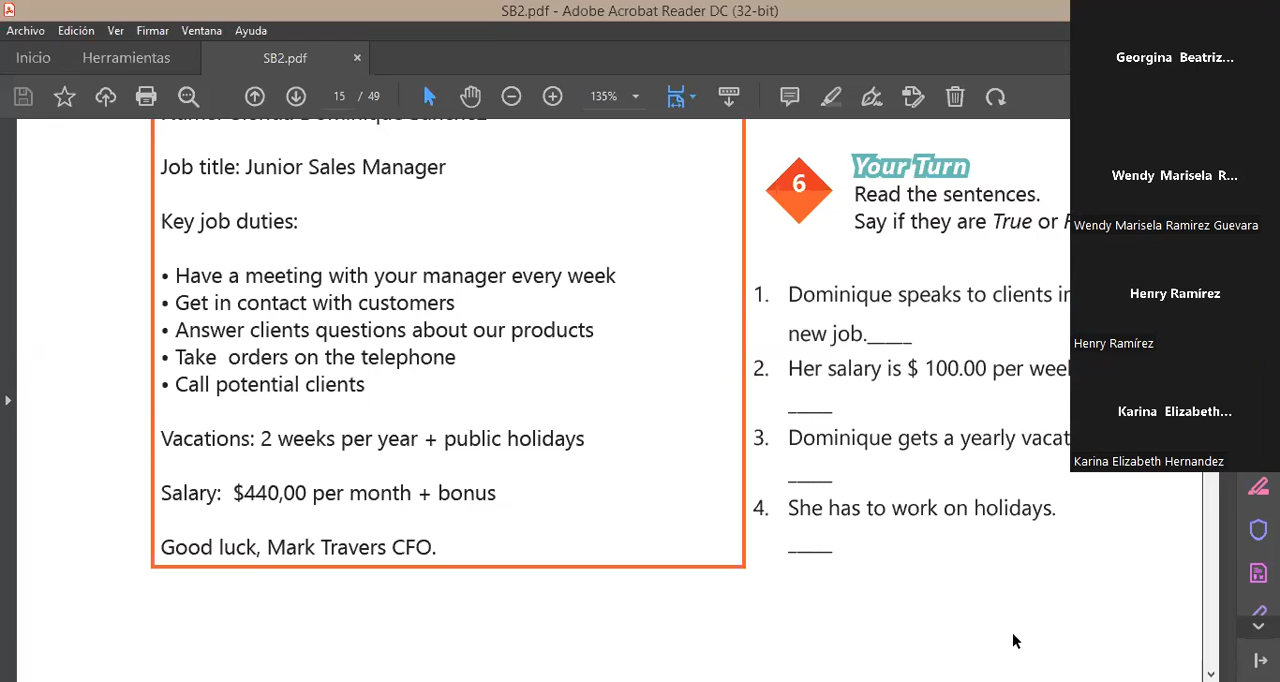 SB2.pdf - Adobe Acrobat Reader DC (32-bit)
Archivo Edición Ver Firmar Ventana Ayuda
Inicio Herramientas SB2.pdf ×
15 / 49 135%
Job title: Junior Sales Manager
Key job duties:
• Have a meeting with your manager every week
• Get in contact with customers
• Answer clients questions about our products
• Take orders on the telephone
• Call potential clients
Vacations: 2 weeks per year + public holidays
Salary: $440,00 per month + bonus
Good luck, Mark Travers CFO.
6 Your Turn
Read the sentences.
Say if they are True or
1. Dominique speaks to clients in
new job._____
2. Her salary is $ 100.00 per week
_____
3. Dominique gets a yearly vacat
_____
4. She has to work on holidays.
_____
Georgina Beatriz...
Wendy Marisela R...
Wendy Marisela Ramirez Guevara
Henry Ramírez
Henry Ramírez
Karina Elizabeth...
Karina Elizabeth Hernandez